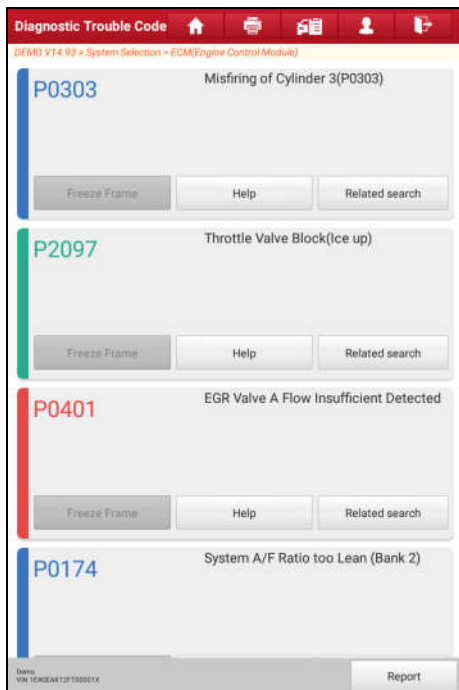 Diagnostic Trouble Code
DEMO V14.93 > System Selection > ECM(Engine Control Module)
P0303
Misfiring of Cylinder 3(P0303)
Freeze Frame
Help
Related search
P2097
Throttle Valve Block(Ice up)
Freeze Frame
Help
Related search
P0401
EGR Valve A Flow Insufficient Detected
Freeze Frame
Help
Related search
P0174
System A/F Ratio too Lean (Bank 2)
Demo
VIN
Report